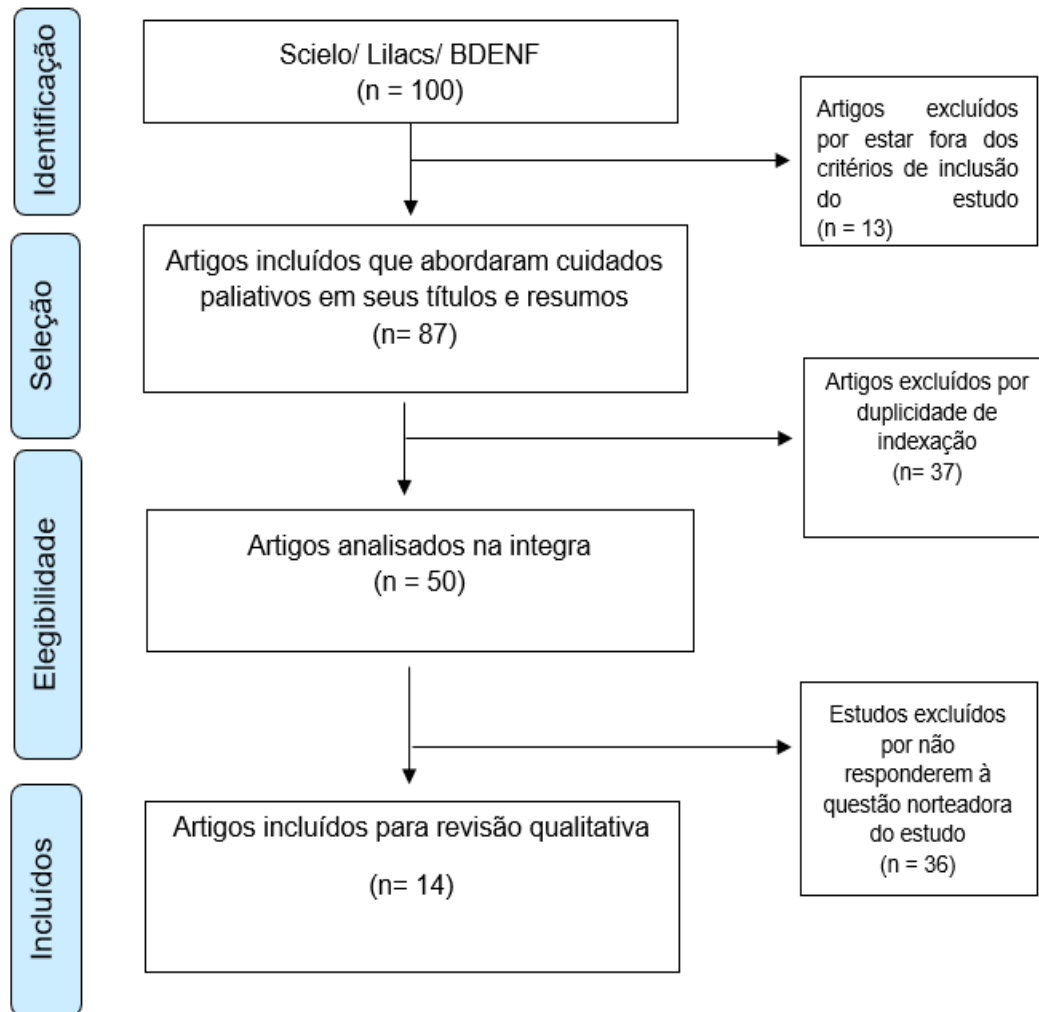 Identificação
Scielo/ Lilacs/ BDENF
(n = 100)
Artigos excluídos
por estar fora dos
critérios de inclusão
do estudo
(n = 13)
Seleção
Artigos incluídos que abordaram cuidados
paliativos em seus títulos e resumos
(n= 87)
Artigos excluídos por
duplicidade de
indexação
(n= 37)
Elegibilidade
Artigos analisados na integra
(n = 50)
Estudos excluídos
por não
responderem à
questão norteadora
do estudo
(n = 36)
Incluídos
Artigos incluídos para revisão qualitativa
(n= 14)